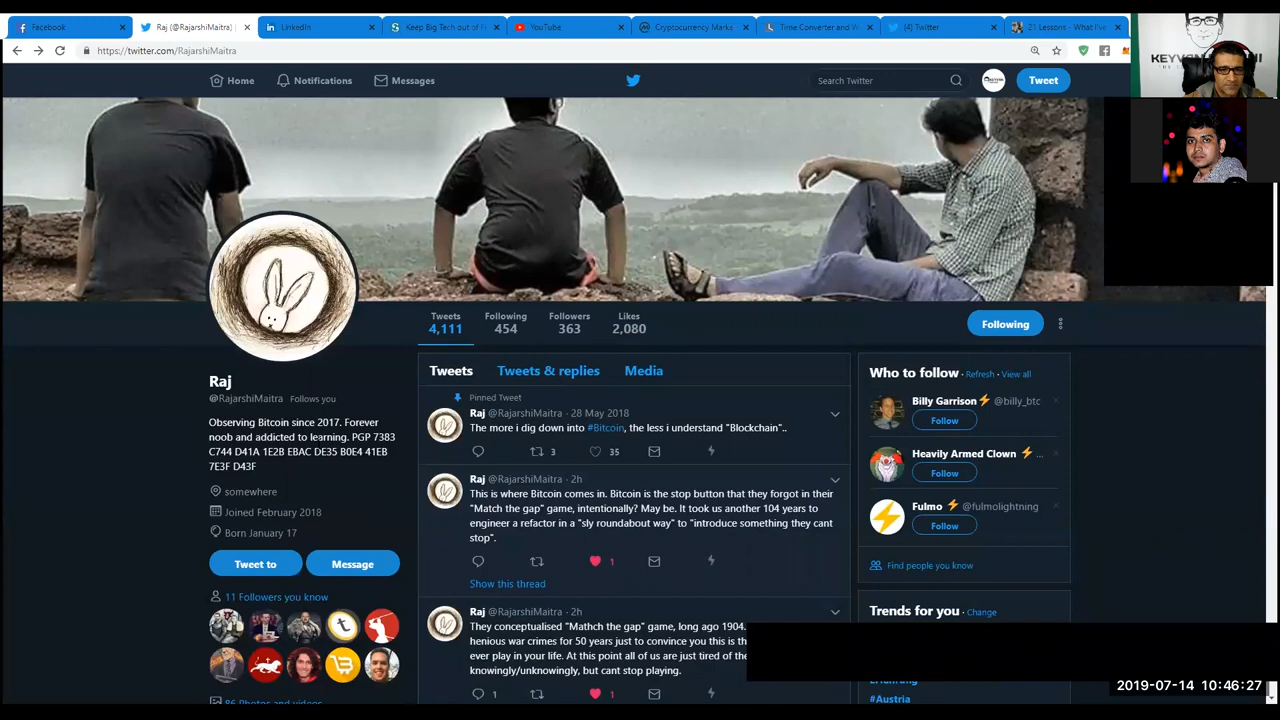 Facebook
Raj (@RajarshiMaitra) |
LinkedIn
Keep Big Tech out of Fi
YouTube
Cryptocurrency Marks
Time Converter and W
(4) Twitter
21 Lessons - What I've
https://twitter.com/RajarshiMaitra
Home
Notifications
Messages
Search Twitter
Tweet
Tweets
4,111
Following
454
Followers
363
Likes
2,080
Following
Raj
@RajarshiMaitra Follows you
Observing Bitcoin since 2017. Forever
noob and addicted to learning. PGP 7383
C744 D41A 1E2B EBAC DE35 B0E4 41EB
7E3F D43F
somewhere
Joined February 2018
Born January 17
Tweet to
Message
11 Followers you know
86 Photos and videos
Tweets
Tweets & replies
Media
Pinned Tweet
Raj @RajarshiMaitra · 28 May 2018
The more i dig down into #Bitcoin, the less i understand "Blockchain"..
3
35
Raj @RajarshiMaitra · 2h
This is where Bitcoin comes in. Bitcoin is the stop button that they forgot in their
"Match the gap" game, intentionally? May be. It took us another 104 years to
engineer a refactor in a "sly roundabout way" to "introduce something they cant
stop".
1
Show this thread
Raj @RajarshiMaitra · 2h
They conceptualised "Mathch the gap" game, long ago 1904.
henious war crimes for 50 years just to convince you this is
ever play in your life. At this point all of us are just tired of
knowingly/unknowingly, but cant stop playing.
1
1
Who to follow · Refresh · View all
Billy Garrison⚡ @billy_btc
Follow
Heavily Armed Clown ⚡ ...
Follow
Fulmo ⚡ @fulmolightning
Follow
Find people you know
Trends for you · Change
#Austria
2019-07-14 10:46:27